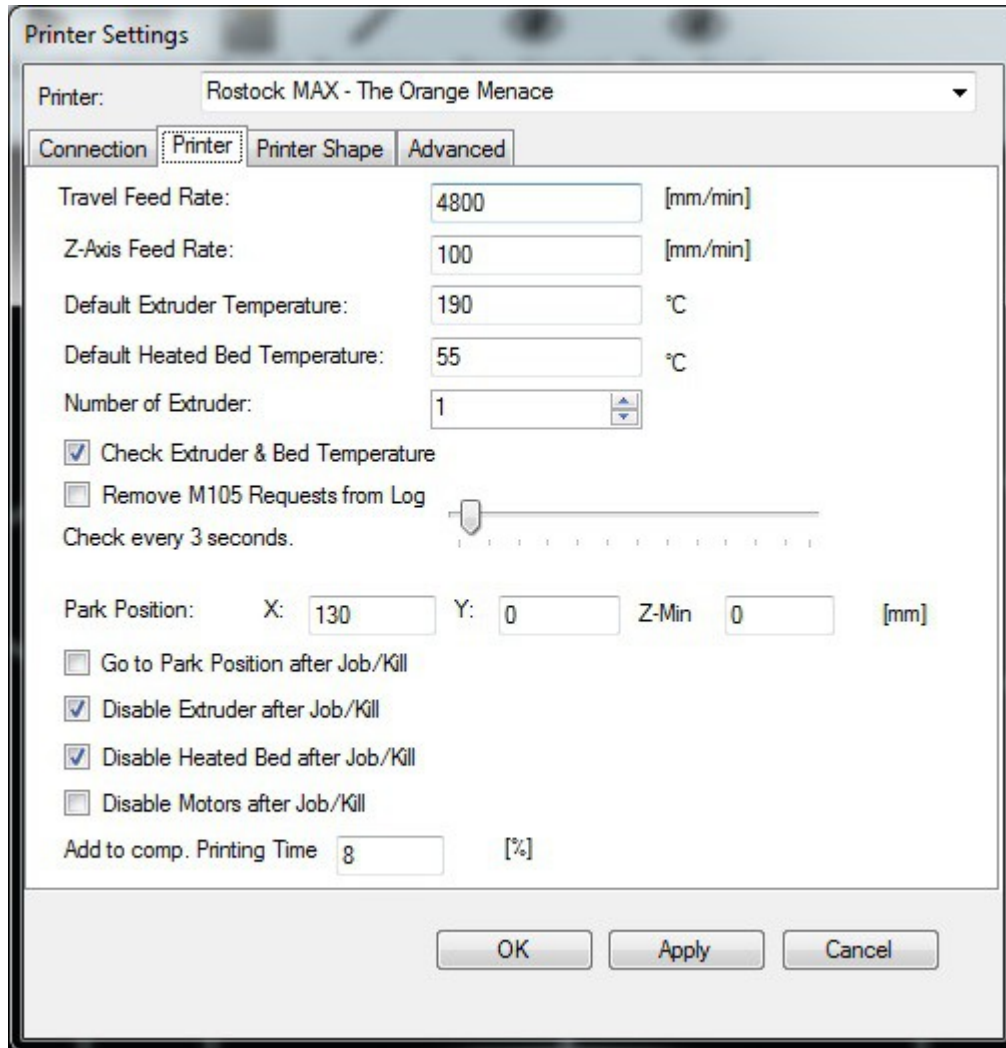 Printer Settings
Printer: Rostock MAX - The Orange Menace
Connection Printer Printer Shape Advanced
Travel Feed Rate: 4800 [mm/min]
Z-Axis Feed Rate: 100 [mm/min]
Default Extruder Temperature: 190 °C
Default Heated Bed Temperature: 55 °C
Number of Extruder: 1
Check Extruder & Bed Temperature
Remove M105 Requests from Log
Check every 3 seconds.
Park Position: X: 130 Y: 0 Z-Min 0 [mm]
Go to Park Position after Job/Kill
Disable Extruder after Job/Kill
Disable Heated Bed after Job/Kill
Disable Motors after Job/Kill
Add to comp. Printing Time 8 [%]
OK Apply Cancel